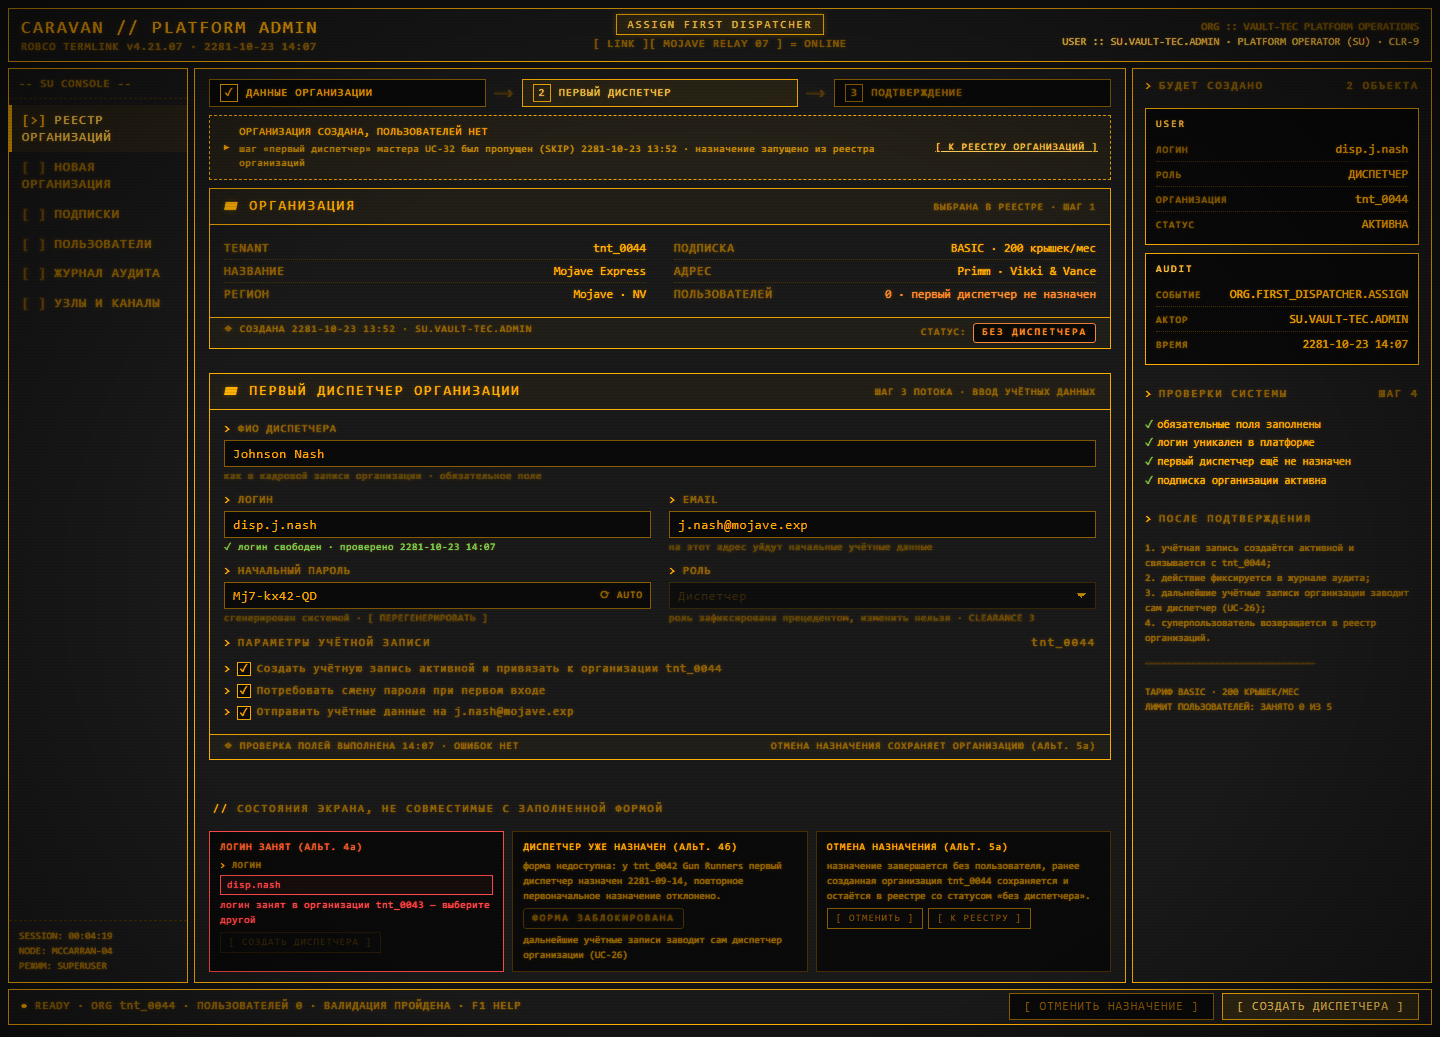 CARAVAN // PLATFORM ADMIN
ROBCO TERMLINK v4.21.07 · 2281-10-23 14:07
ASSIGN FIRST DISPATCHER
[ LINK ][ MOJAVE RELAY 07 ] = ONLINE
ORG :: VAULT-TEC PLATFORM OPERATIONS
USER :: SU.VAULT-TEC.ADMIN · PLATFORM OPERATOR (SU) · CLR-9
-- SU CONSOLE --
[>] РЕЕСТР
ОРГАНИЗАЦИЙ
[ ] НОВАЯ
ОРГАНИЗАЦИЯ
[ ] ПОДПИСКИ
[ ] ПОЛЬЗОВАТЕЛИ
[ ] ЖУРНАЛ АУДИТА
[ ] УЗЛЫ И КАНАЛЫ
SESSION: 00:04:19
NODE: MCCARRAN-04
РЕЖИМ: SUPERUSER
✓ ДАННЫЕ ОРГАНИЗАЦИИ
2 ПЕРВЫЙ ДИСПЕТЧЕР
3 ПОДТВЕРЖДЕНИЕ
ОРГАНИЗАЦИЯ СОЗДАНА, ПОЛЬЗОВАТЕЛЕЙ НЕТ
▸ шаг «первый диспетчер» мастера UC-32 был пропущен (SKIP) 2281-10-23 13:52 · назначение запущено из реестра
организаций
[ К РЕЕСТРУ ОРГАНИЗАЦИЙ ]
ОРГАНИЗАЦИЯ
ВЫБРАНА В РЕЕСТРЕ · ШАГ 1
TENANT tnt_0044
ПОДПИСКА BASIC · 200 крышек/мес
НАЗВАНИЕ Mojave Express
АДРЕС Primm · Vikki & Vance
РЕГИОН Mojave · NV
ПОЛЬЗОВАТЕЛЕЙ 0 · первый диспетчер не назначен
СОЗДАНА 2281-10-23 13:52 · SU.VAULT-TEC.ADMIN
СТАТУС: БЕЗ ДИСПЕТЧЕРА
ПЕРВЫЙ ДИСПЕТЧЕР ОРГАНИЗАЦИИ
ШАГ 3 ПОТОКА · ВВОД УЧЁТНЫХ ДАННЫХ
> ФИО ДИСПЕТЧЕРА
Johnson Nash
как в кадровой записи организации · обязательное поле
> ЛОГИН
disp.j.nash
✓ логин свободен · проверено 2281-10-23 14:07
> EMAIL
j.nash@mojave.exp
на этот адрес уйдут начальные учётные данные
> НАЧАЛЬНЫЙ ПАРОЛЬ
Mj7-kx42-QD ⟳ AUTO
сгенерирован системой · [ ПЕРЕГЕНЕРИРОВАТЬ ]
> РОЛЬ
Диспетчер
роль зафиксирована прецедентом, изменить нельзя · CLEARANCE 3
> ПАРАМЕТРЫ УЧЁТНОЙ ЗАПИСИ
tnt_0044
> ✓ Создать учётную запись активной и привязать к организации tnt_0044
> ✓ Потребовать смену пароля при первом входе
> ✓ Отправить учётные данные на j.nash@mojave.exp
ПРОВЕРКА ПОЛЕЙ ВЫПОЛНЕНА 14:07 · ОШИБОК НЕТ
ОТМЕНА НАЗНАЧЕНИЯ СОХРАНЯЕТ ОРГАНИЗАЦИЮ (АЛЬТ. 5а)
// СОСТОЯНИЯ ЭКРАНА, НЕ СОВМЕСТИМЫЕ С ЗАПОЛНЕННОЙ ФОРМОЙ
ЛОГИН ЗАНЯТ (АЛЬТ. 4а)
> ЛОГИН
disp.nash
логин занят в организации tnt_0043 — выберите
другой
[ СОЗДАТЬ ДИСПЕТЧЕРА ]
ДИСПЕТЧЕР УЖЕ НАЗНАЧЕН (АЛЬТ. 4б)
форма недоступна: у tnt_0042 Gun Runners первый
диспетчер назначен 2281-09-14, повторное
первоначальное назначение отклонено.
ФОРМА ЗАБЛОКИРОВАНА
дальнейшие учётные записи заводит сам диспетчер
организации (UC-26)
ОТМЕНА НАЗНАЧЕНИЯ (АЛЬТ. 5а)
назначение завершается без пользователя, ранее
созданная организация tnt_0044 сохраняется и
остаётся в реестре со статусом «без диспетчера».
[ ОТМЕНИТЬ ] [ К РЕЕСТРУ ]
> БУДЕТ СОЗДАНО 2 ОБЪЕКТА
USER
ЛОГИН disp.j.nash
РОЛЬ ДИСПЕТЧЕР
ОРГАНИЗАЦИЯ tnt_0044
СТАТУС АКТИВНА
AUDIT
СОБЫТИЕ ORG.FIRST_DISPATCHER.ASSIGN
АКТОР SU.VAULT-TEC.ADMIN
ВРЕМЯ 2281-10-23 14:07
> ПРОВЕРКИ СИСТЕМЫ ШАГ 4
✓ обязательные поля заполнены
✓ логин уникален в платформе
✓ первый диспетчер ещё не назначен
✓ подписка организации активна
> ПОСЛЕ ПОДТВЕРЖДЕНИЯ
1. учётная запись создаётся активной и
связывается с tnt_0044;
2. действие фиксируется в журнале аудита;
3. дальнейшие учётные записи организации заводит
сам диспетчер (UC-26);
4. суперпользователь возвращается в реестр
организаций.
ТАРИФ BASIC · 200 КРЫШЕК/МЕС
ЛИМИТ ПОЛЬЗОВАТЕЛЕЙ: ЗАНЯТО 0 ИЗ 5
● READY · ORG tnt_0044 · ПОЛЬЗОВАТЕЛЕЙ 0 · ВАЛИДАЦИЯ ПРОЙДЕНА · F1 HELP
[ ОТМЕНИТЬ НАЗНАЧЕНИЕ ]
[ СОЗДАТЬ ДИСПЕТЧЕРА ]